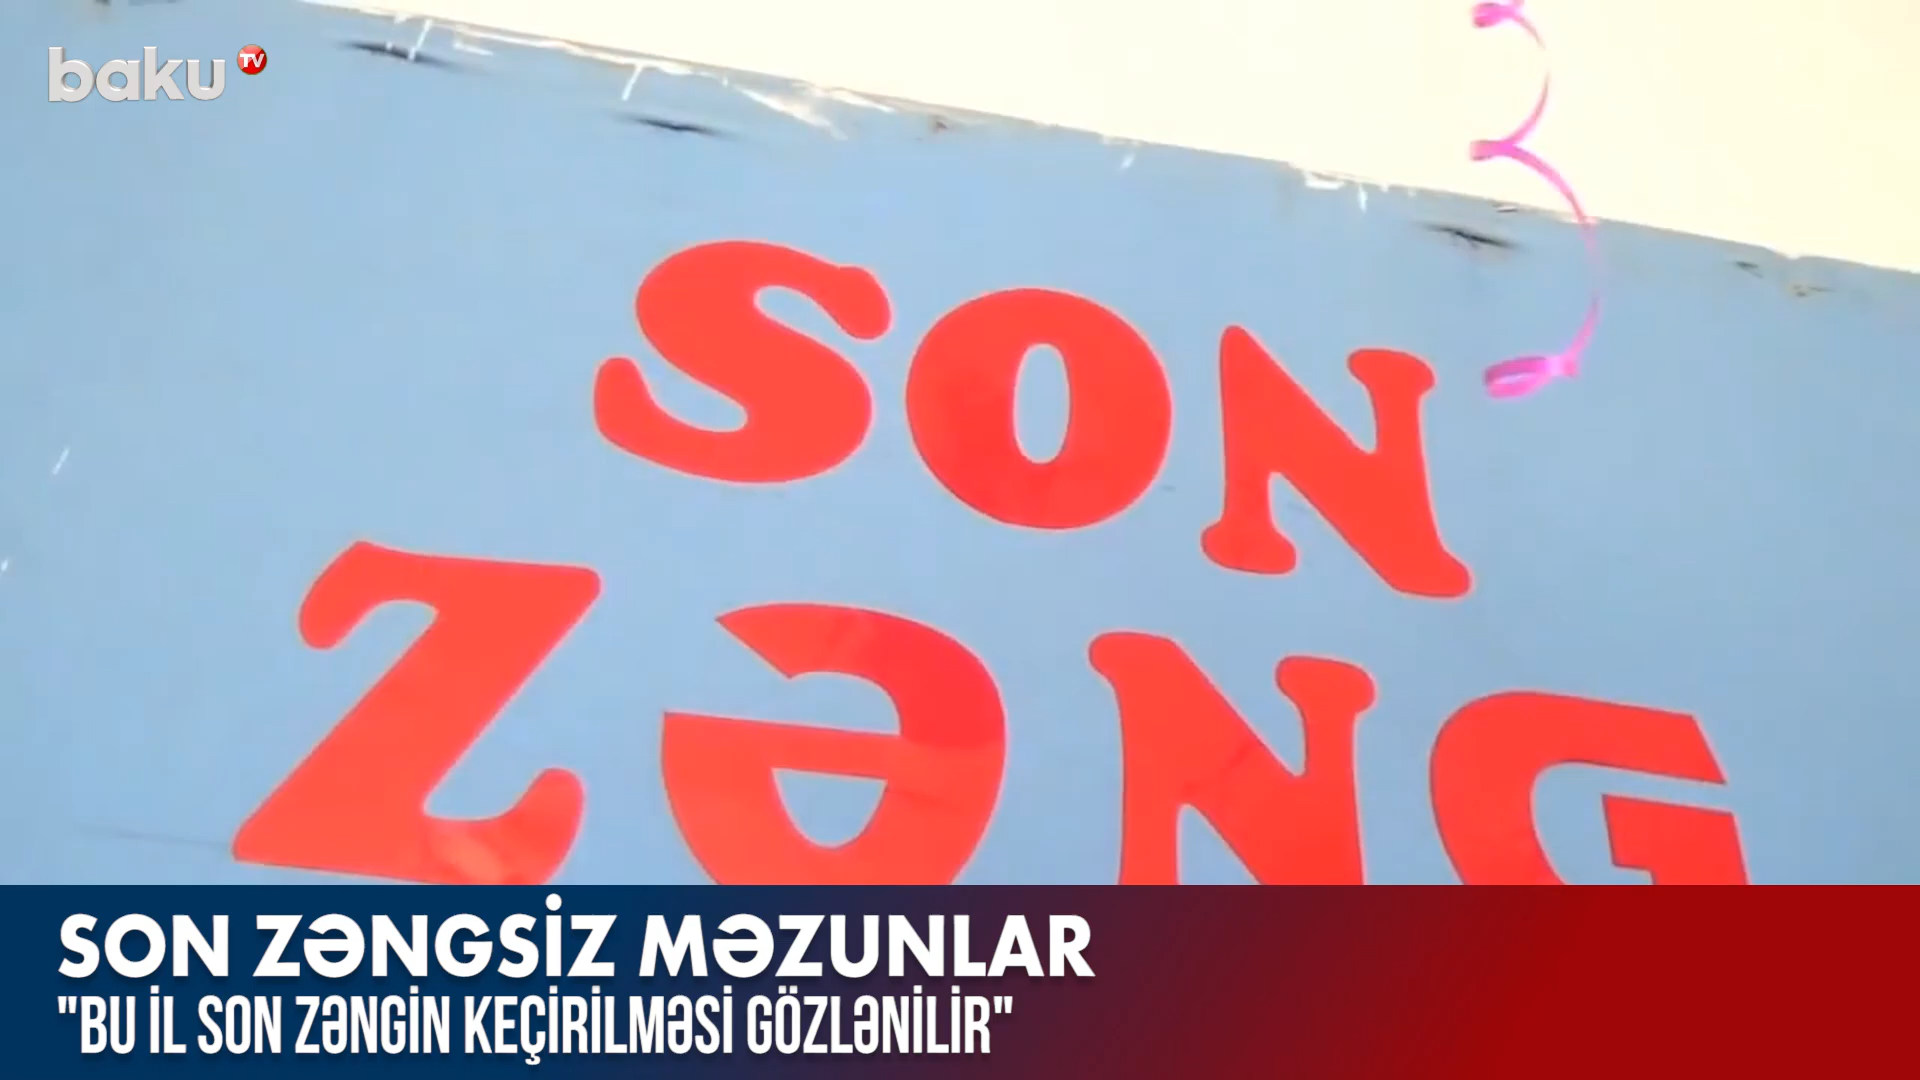 baku TV
SON
ZƏNG
SON ZƏNGSİZ MƏZUNLAR
"BU İL SON ZƏNGİN KEÇİRİLMƏSİ GÖZLƏNİLİR"